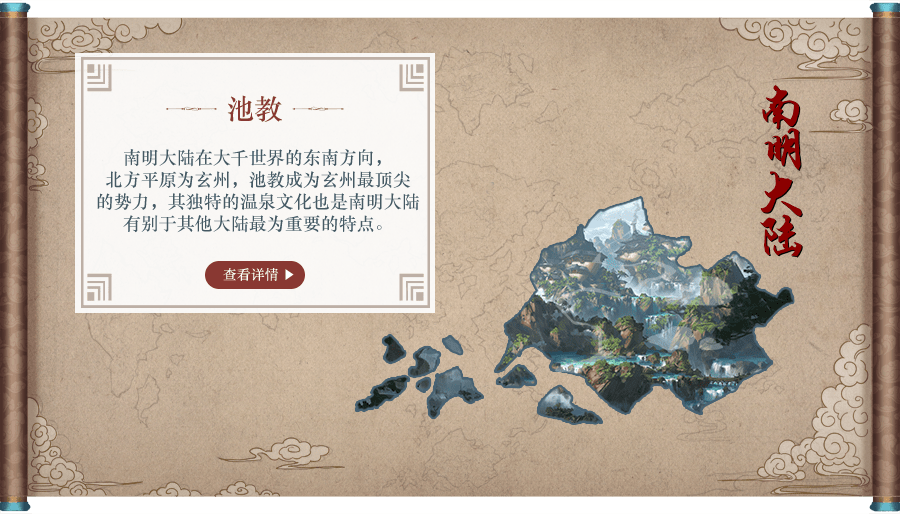 池教
南明大陆在大千世界的东南方向，
北方平原为玄州，池教成为玄州最顶尖
的势力，其独特的温泉文化也是南明大陆
有别于其他大陆最为重要的特点。
查看详情
南明大陆